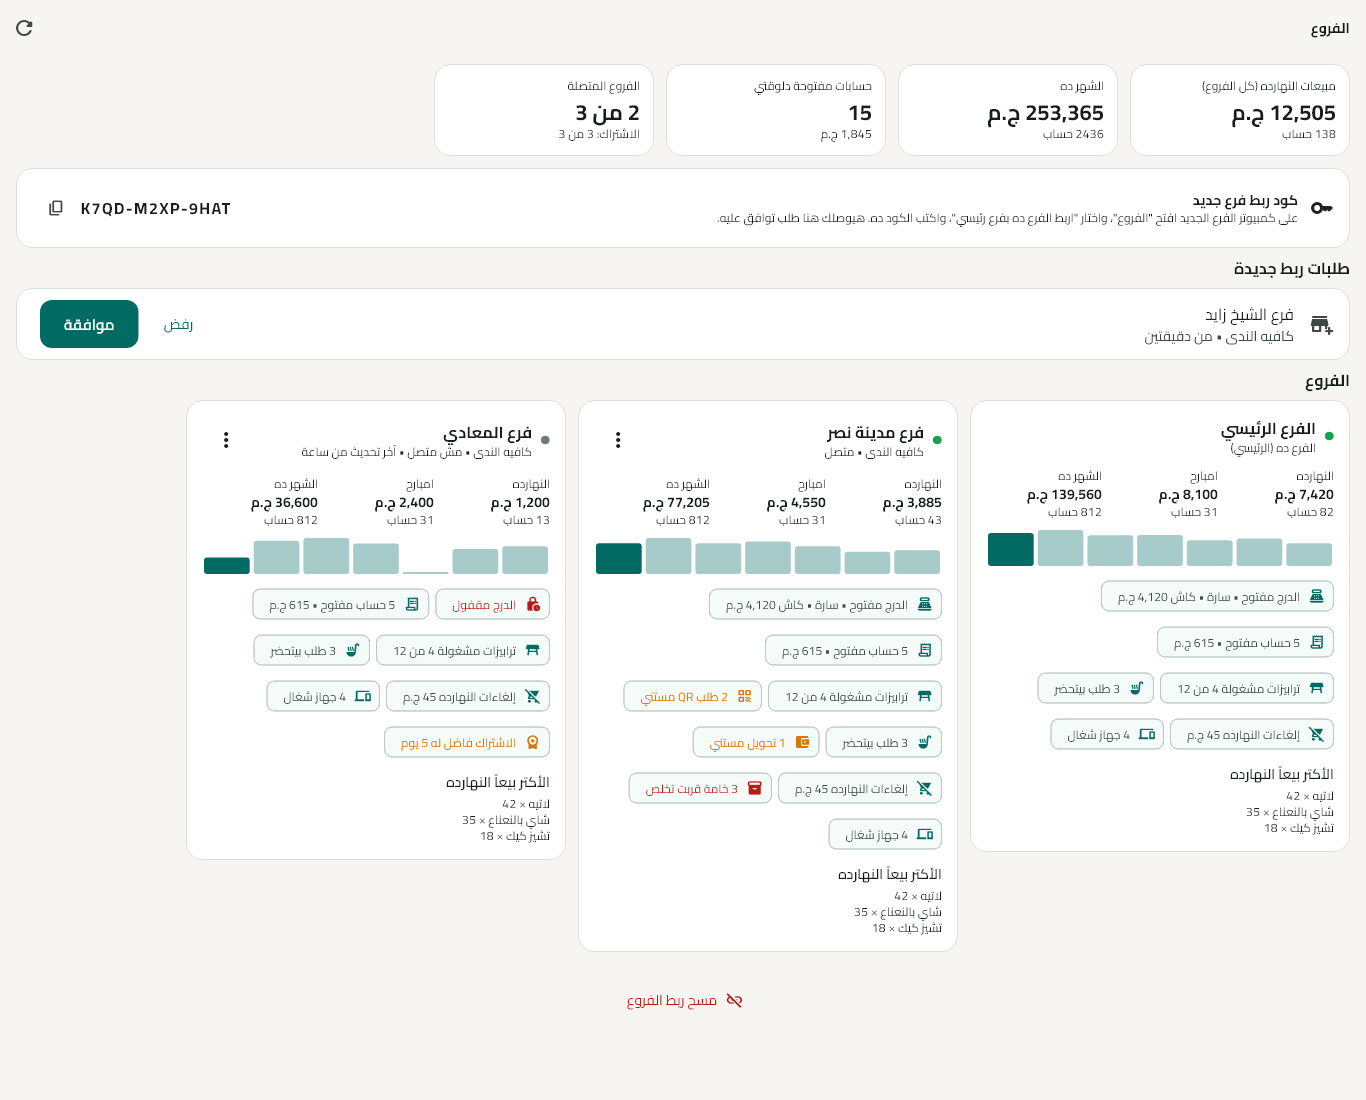 الفروع
مبيعات النهارده (كل الفروع)
12,505 ج.م
138 حساب
الشهر ده
253,365 ج.م
2436 حساب
حسابات مفتوحة دلوقتي
15
1,845 ج.م
الفروع المتصلة
2 من 3
الاشتراك: 3 من 3
كود ربط فرع جديد
على كمبيوتر الفرع الجديد افتح "الفروع"، واختار "اربط الفرع ده بفرع رئيسي"، واكتب الكود ده. هيوصلك هنا طلب توافق عليه.
K7QD-M2XP-9HAT
طلبات ربط جديدة
فرع الشيخ زايد
كافيه الندى • من دقيقتين
رفض
موافقة
الفروع
الفرع الرئيسي
الفرع ده (الرئيسي)
النهارده
7,420 ج.م
82 حساب
امبارح
8,100 ج.م
31 حساب
الشهر ده
139,560 ج.م
812 حساب
الدرج مفتوح • سارة • كاش 4,120 ج.م
5 حساب مفتوح • 615 ج.م
ترابيزات مشغولة 4 من 12
3 طلب بيتحضر
إلغاءات النهارده 45 ج.م
4 جهاز شغال
الأكتر بيعاً النهارده
لاتيه × 42
شاي بالنعناع × 35
تشيز كيك × 18
فرع مدينة نصر
كافيه الندى • متصل
النهارده
3,885 ج.م
43 حساب
امبارح
4,550 ج.م
31 حساب
الشهر ده
77,205 ج.م
812 حساب
الدرج مفتوح • سارة • كاش 4,120 ج.م
5 حساب مفتوح • 615 ج.م
ترابيزات مشغولة 4 من 12
2 طلب QR مستني
3 طلب بيتحضر
1 تحويل مستني
إلغاءات النهارده 45 ج.م
3 خامة قربت تخلص
4 جهاز شغال
الأكتر بيعاً النهارده
لاتيه × 42
شاي بالنعناع × 35
تشيز كيك × 18
فرع المعادي
كافيه الندى • مش متصل • آخر تحديث من ساعة
النهارده
1,200 ج.م
13 حساب
امبارح
2,400 ج.م
31 حساب
الشهر ده
36,600 ج.م
812 حساب
الدرج مقفول
5 حساب مفتوح • 615 ج.م
ترابيزات مشغولة 4 من 12
3 طلب بيتحضر
إلغاءات النهارده 45 ج.م
4 جهاز شغال
الاشتراك فاضل له 5 يوم
الأكتر بيعاً النهارده
لاتيه × 42
شاي بالنعناع × 35
تشيز كيك × 18
مسح ربط الفروع